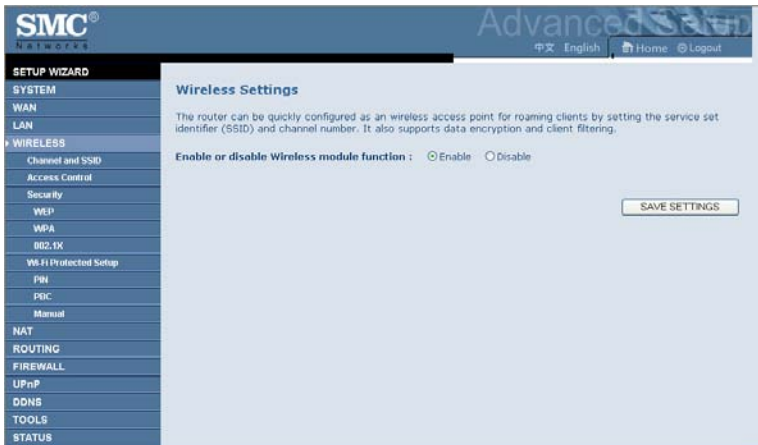 SMC®
Networks
Advanced Setup
中文 English Home Logout
SETUP WIZARD
SYSTEM
WAN
LAN
WIRELESS
Channel and SSID
Access Control
Security
WEP
WPA
802.1X
Wi-Fi Protected Setup
PIN
PBC
Manual
NAT
ROUTING
FIREWALL
UPnP
DDNS
TOOLS
STATUS
Wireless Settings
The router can be quickly configured as an wireless access point for roaming clients by setting the service set
identifier (SSID) and channel number. It also supports data encryption and client filtering.
Enable or disable Wireless module function : Enable Disable
SAVE SETTINGS